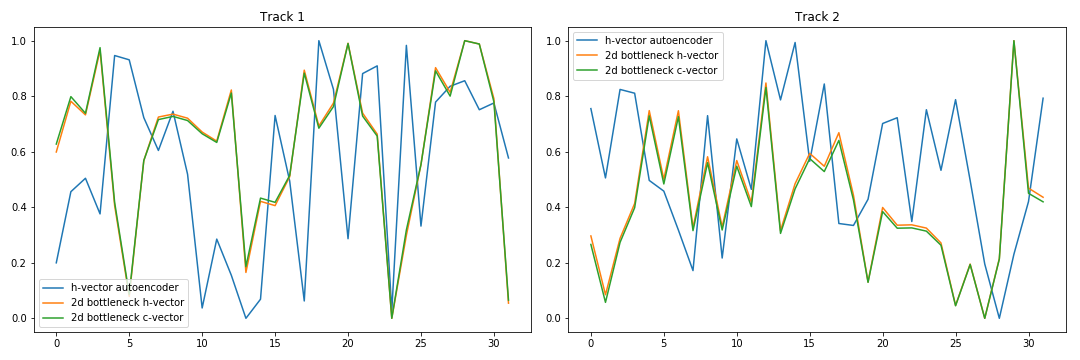 Track 1
1.0
0.8
0.6
0.4
0.2
0.0
h-vector autoencoder
2d bottleneck h-vector
2d bottleneck c-vector
0 5 10 15 20 25 30
Track 2
1.0
0.8
0.6
0.4
0.2
0.0
h-vector autoencoder
2d bottleneck h-vector
2d bottleneck c-vector
0 5 10 15 20 25 30